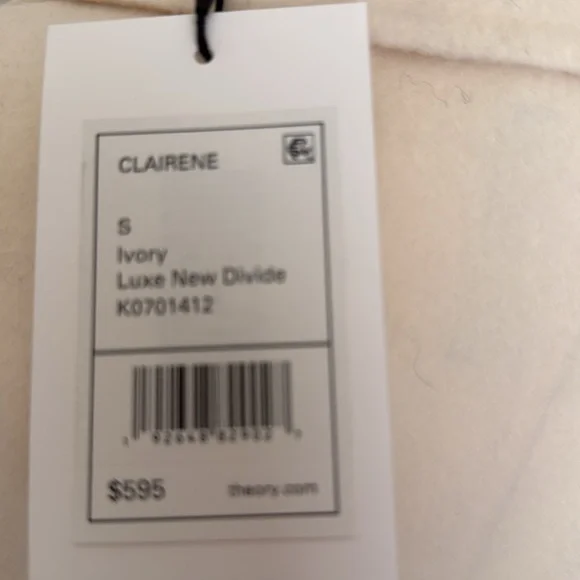 CLAIRENE
S
Ivory
Luxe New Divide
K0701412
$595
theory.com